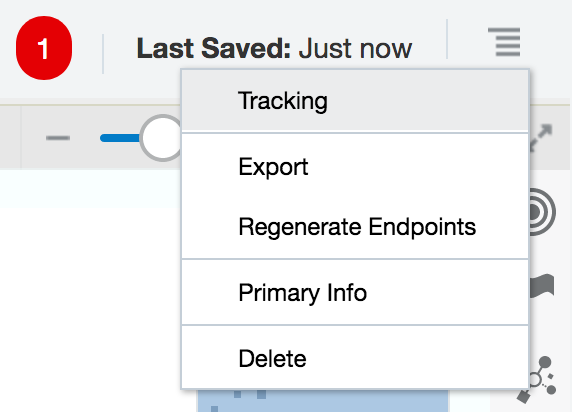 1
Last Saved: Just now
Tracking
Export
Regenerate Endpoints
Primary Info
Delete